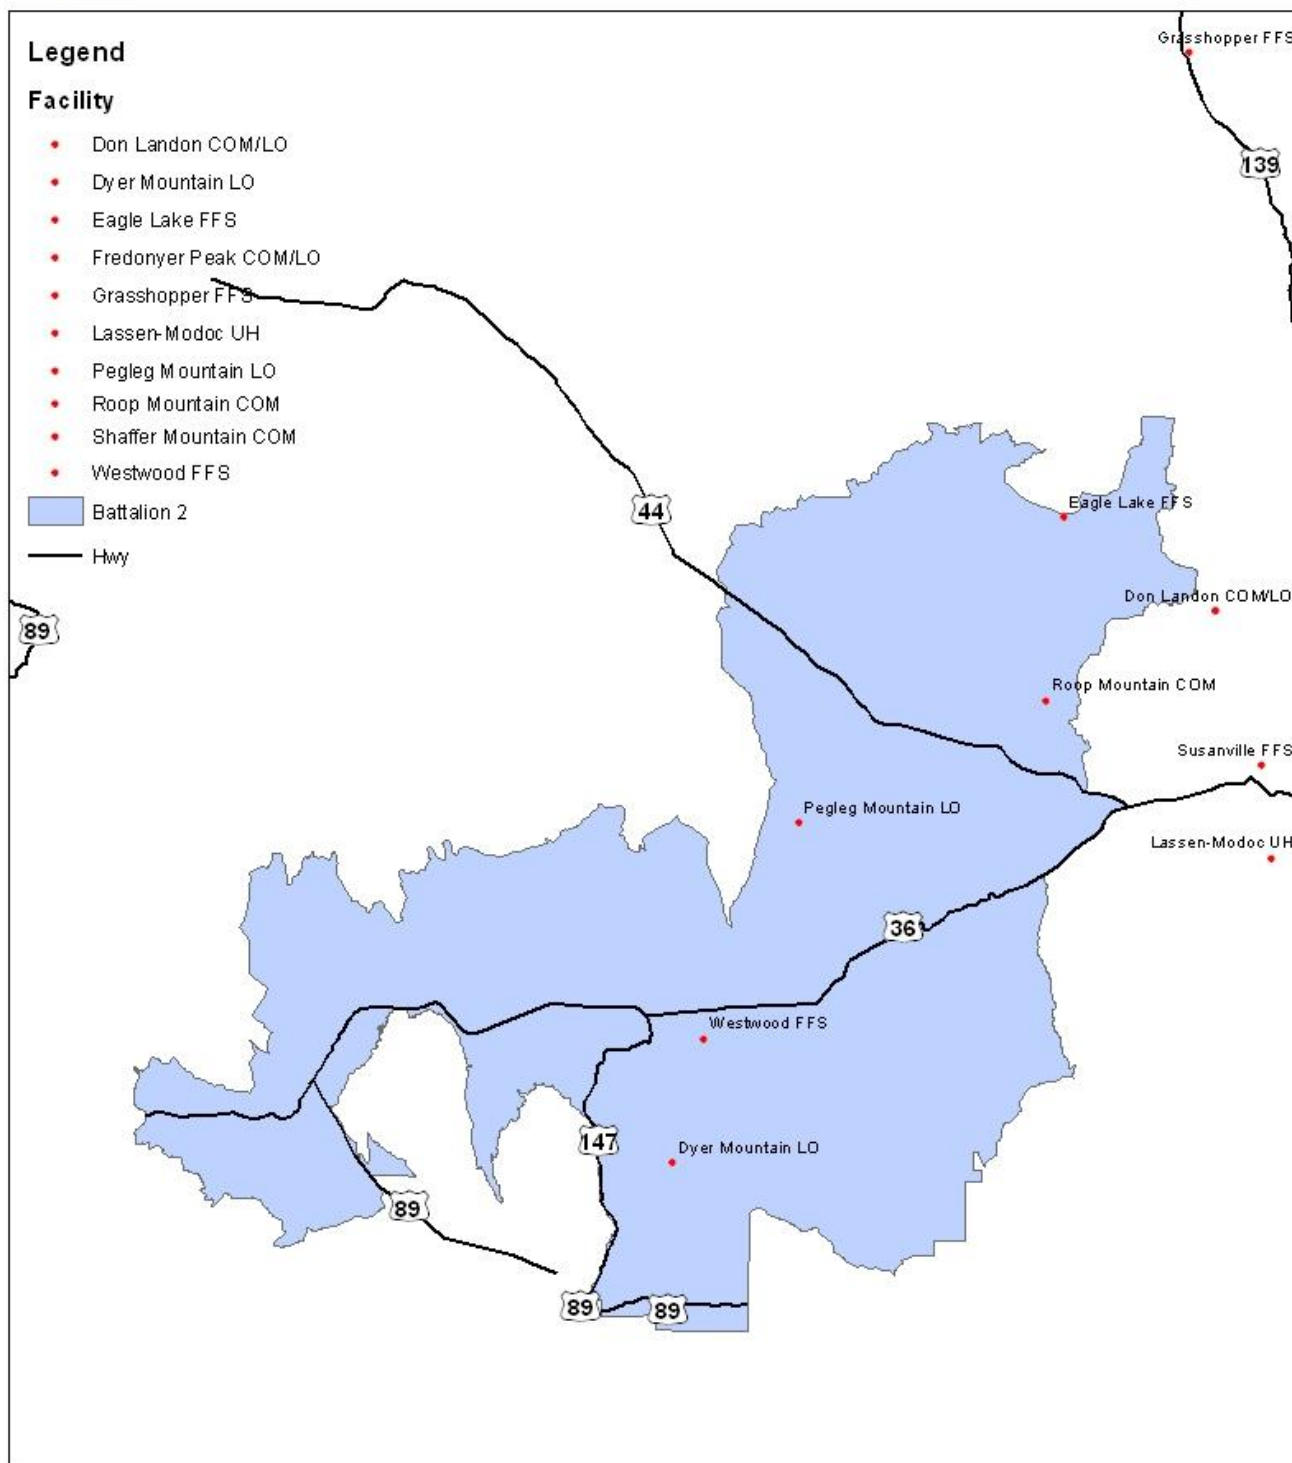 Legend
Facility
Don Landon COM/LO
Dyer Mountain LO
Eagle Lake FFS
Fredonyer Peak COM/LO
Grasshopper FFS
Lassen-Modoc UH
Pegleg Mountain LO
Roop Mountain COM
Shaffer Mountain COM
Westwood FFS
Battalion 2
Hwy
Grasshopper FFS
139
44
Eagle Lake FFS
Don Landon COM/LO
89
Roop Mountain COM
Susanville FFS
Pegleg Mountain LO
Lassen-Modoc UH
36
Westwood FFS
147
Dyer Mountain LO
89
89
89